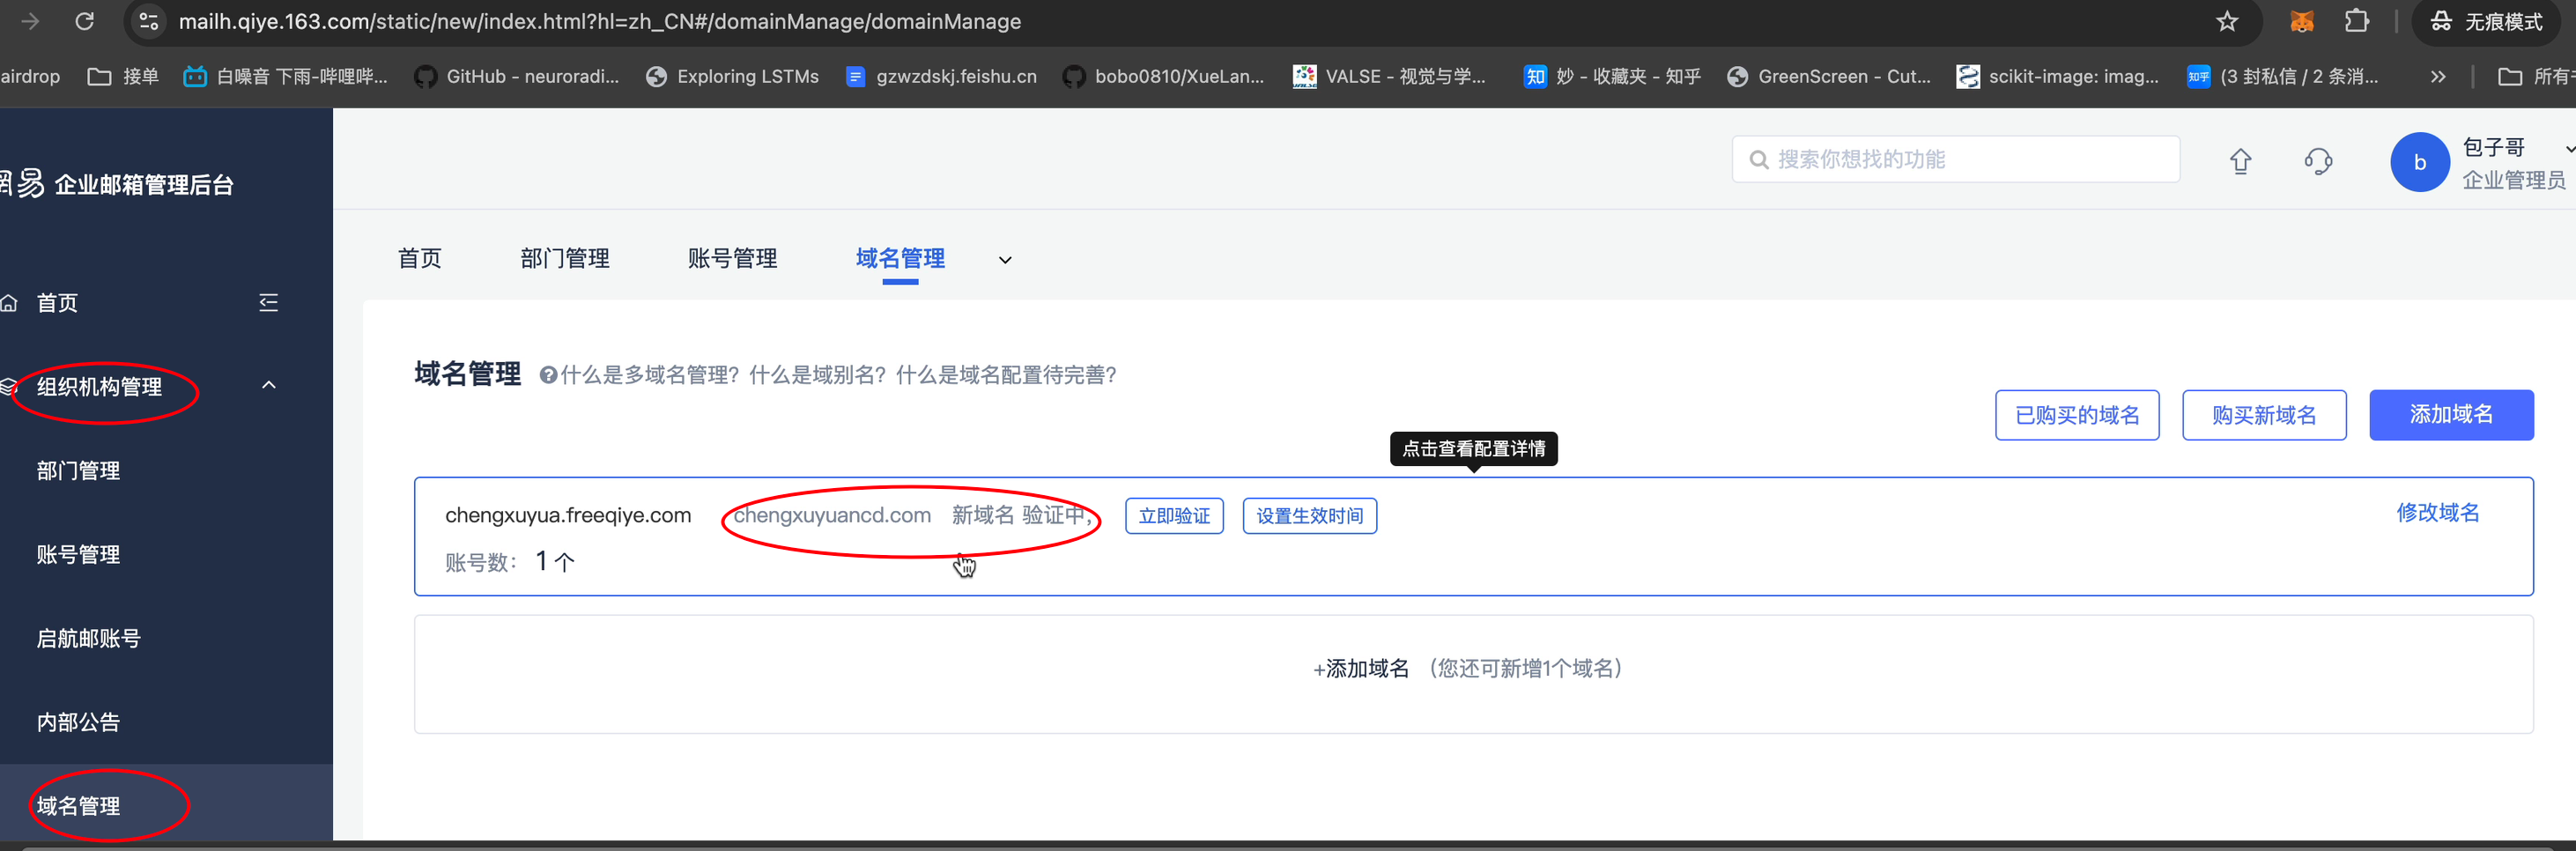 mailh.qiye.163.com/static/new/index.html?hl=zh_CN#/domainManage/domainManage
无痕模式
airdrop 接单 白噪音 下雨-哔哩哔... GitHub - neuroradi... Exploring LSTMs gzwzdskj.feishu.cn bobo0810/XueLan... VALSE - 视觉与学... 妙 - 收藏夹 - 知乎 GreenScreen - Cut... scikit-image: imag... (3 封私信 / 2 条消... 所有
網易 企业邮箱管理后台
搜索你想找的功能
b
包子哥
企业管理员
首页
组织机构管理
部门管理
账号管理
启航邮账号
内部公告
域名管理
首页 部门管理 账号管理 域名管理
域名管理 什么是多域名管理? 什么是域别名? 什么是域名配置待完善?
已购买的域名 购买新域名 添加域名
点击查看配置详情
chengxuyua.freeqiye.com chengxuyuancd.com 新域名 验证中, 立即验证 设置生效时间 修改域名
账号数: 1 个
+添加域名 (您还可新增1个域名)